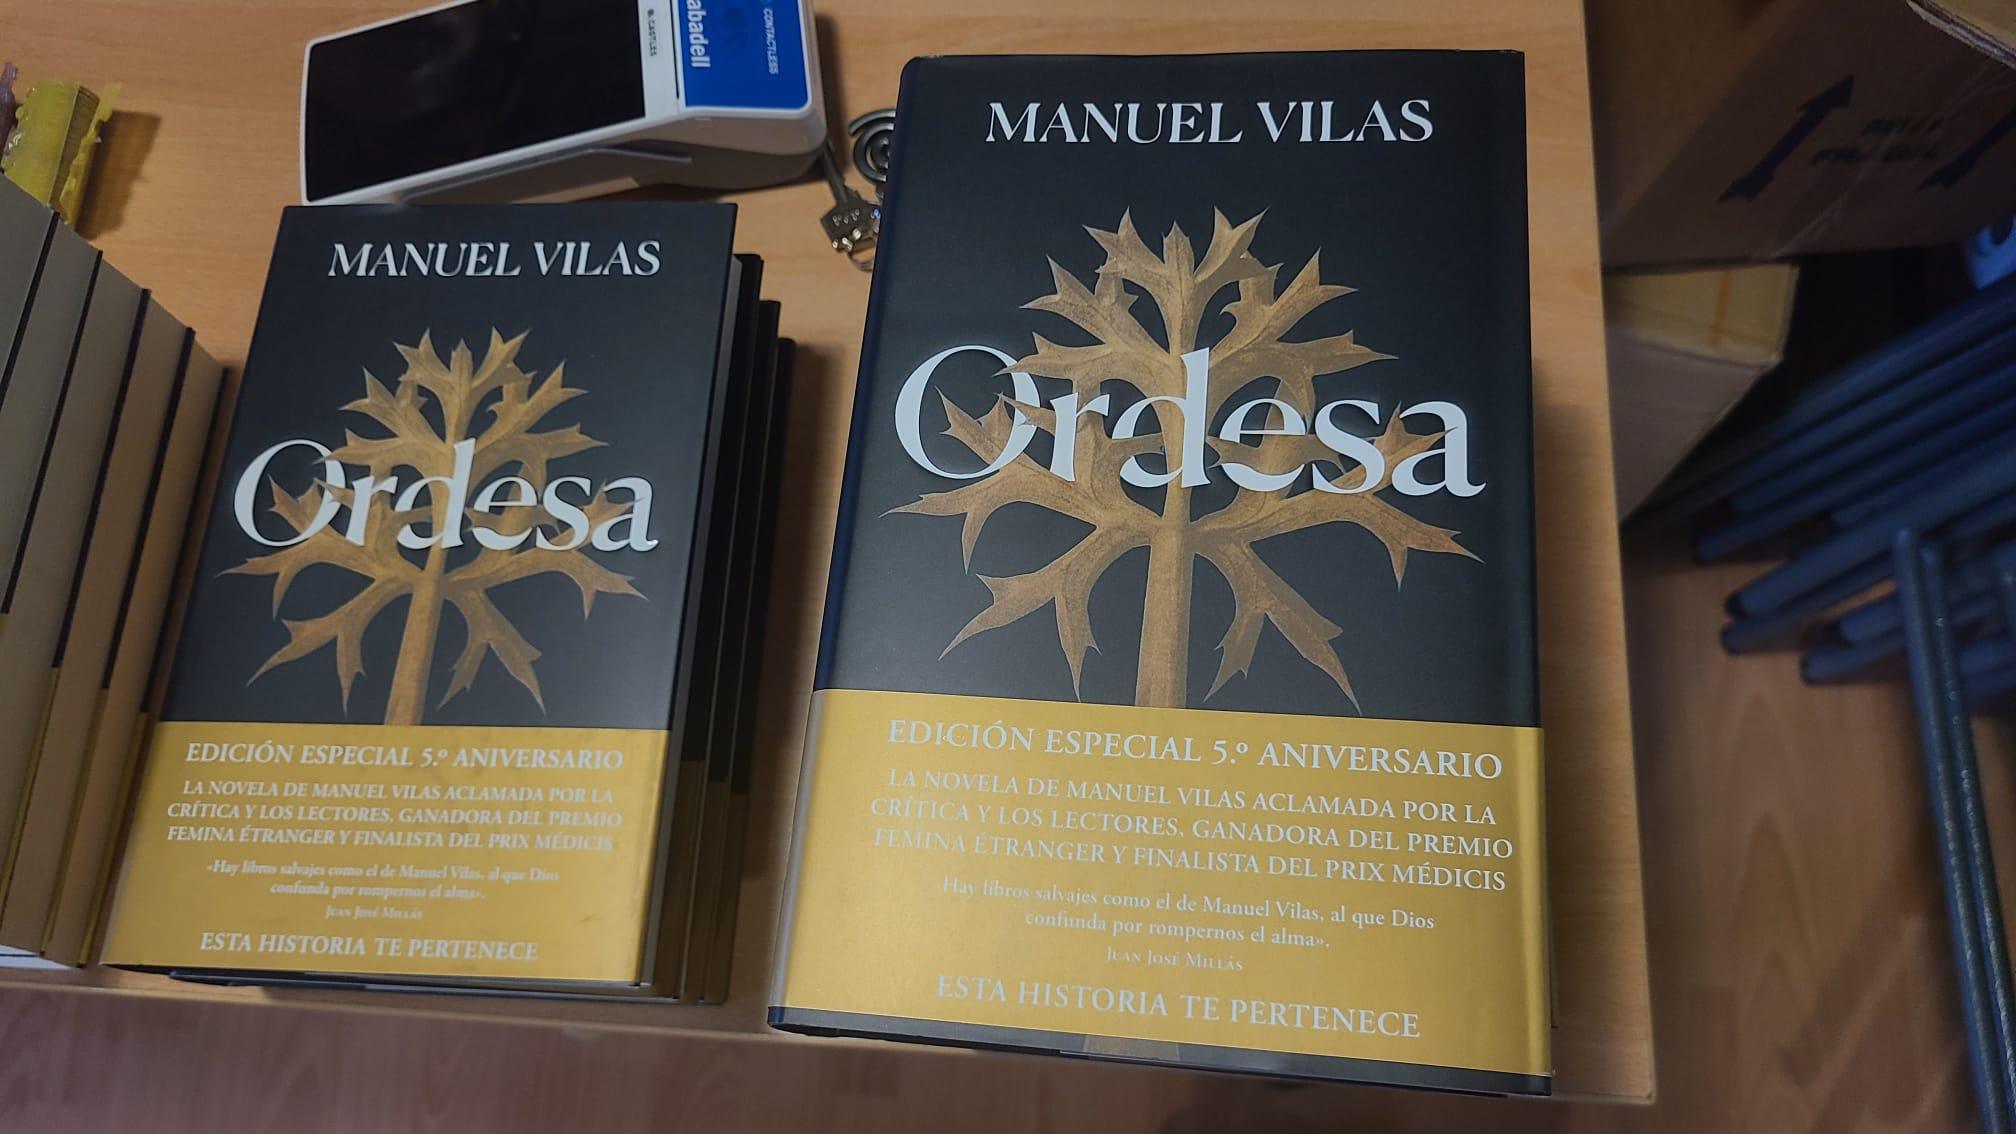 CONTACTLESS
abadell
MANUEL VILAS
Ordesa
EDICIÓN ESPECIAL 5.º ANIVERSARIO
LA NOVELA DE MANUEL VILAS ACLAMADA POR LA
CRÍTICA Y LOS LECTORES, GANADORA DEL PREMIO
FEMINA ÉTRANGER Y FINALISTA DEL PRIX MÉDICIS
«Hay libros salvajes como el de Manuel Vilas, al que Dios
confunda por rompernos el alma».
JUAN JOSÉ MILLÁS
ESTA HISTORIA TE PERTENECE
MANUEL VILAS
Ordesa
EDICIÓN ESPECIAL 5.º ANIVERSARIO
LA NOVELA DE MANUEL VILAS ACLAMADA POR LA
CRÍTICA Y LOS LECTORES, GANADORA DEL PREMIO
FEMINA ÉTRANGER Y FINALISTA DEL PRIX MÉDICIS
«Hay libros salvajes como el de Manuel Vilas, al que Dios
confunda por rompernos el alma».
JUAN JOSÉ MILLÁS
ESTA HISTORIA TE PERTENECE